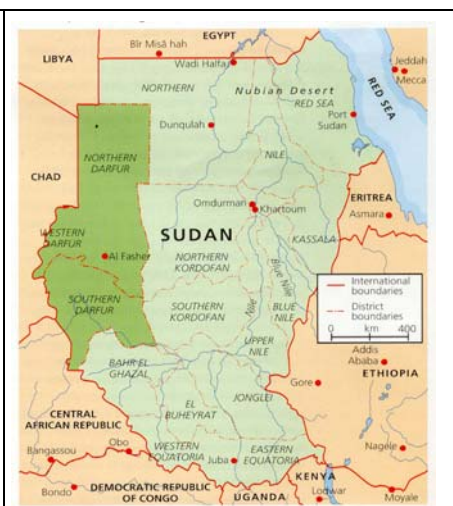 EGYPT
Bîr Misâ hah
LIBYA
Wadi Halfa
Jeddah
Mecca
NORTHERN
Nubian Desert
RED SEA
RED SEA
Port
Sudan
Dunqulah
NORTHERN
DARFUR
NILE
CHAD
Omdurman
Khartoum
ERITREA
Asmara
WESTERN
DARFUR
SUDAN
KASSALA
Al Fasher
NORTHERN
KORDOFAN
International
boundaries
District
boundaries
0 km 400
SOUTHERN
DARFUR
SOUTHERN
KORDOFAN
Nile
Blue Nile
BLUE
NILE
UPPER
NILE
Addis
Ababa
ETHIOPIA
BAHR EL
GHAZAL
Gore
JONGLEI
EL
BUHEYRAT
CENTRAL
AFRICAN REPUBLIC
Obo
WESTERN
EQUATORIA
Juba
EASTERN
EQUATORIA
Nagele
Bangassou
KENYA
Bondo
DEMOCRATIC REPUBLIC
OF CONGO
UGANDA
Lodwar
Moyale